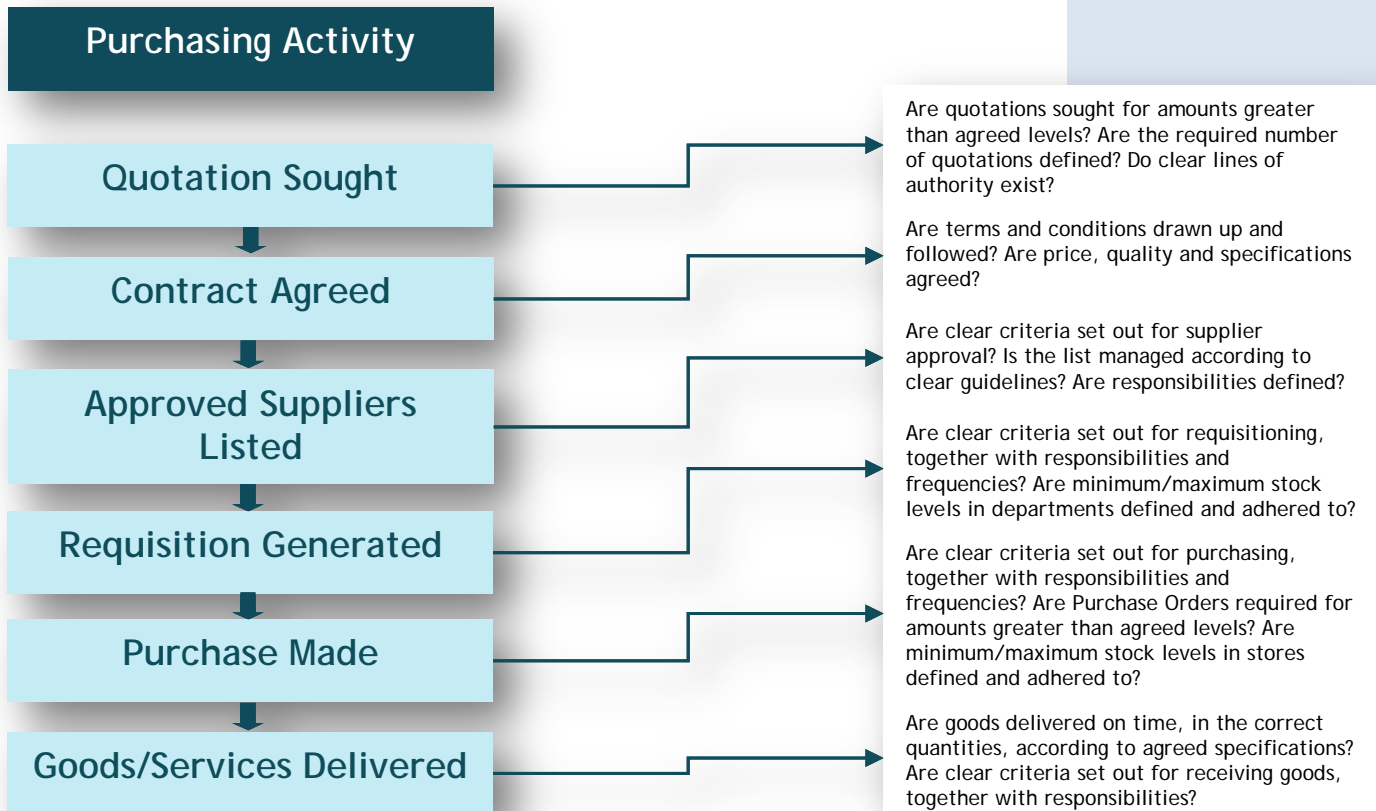 Purchasing Activity
Quotation Sought
Are quotations sought for amounts greater
than agreed levels? Are the required number
of quotations defined? Do clear lines of
authority exist?
Contract Agreed
Are terms and conditions drawn up and
followed? Are price, quality and specifications
agreed?
Approved Suppliers
Listed
Are clear criteria set out for supplier
approval? Is the list managed according to
clear guidelines? Are responsibilities defined?
Requisition Generated
Are clear criteria set out for requisitioning,
together with responsibilities and
frequencies? Are minimum/maximum stock
levels in departments defined and adhered to?
Purchase Made
Are clear criteria set out for purchasing,
together with responsibilities and
frequencies? Are Purchase Orders required for
amounts greater than agreed levels? Are
minimum/maximum stock levels in stores
defined and adhered to?
Goods/Services Delivered
Are goods delivered on time, in the correct
quantities, according to agreed specifications?
Are clear criteria set out for receiving goods,
together with responsibilities?